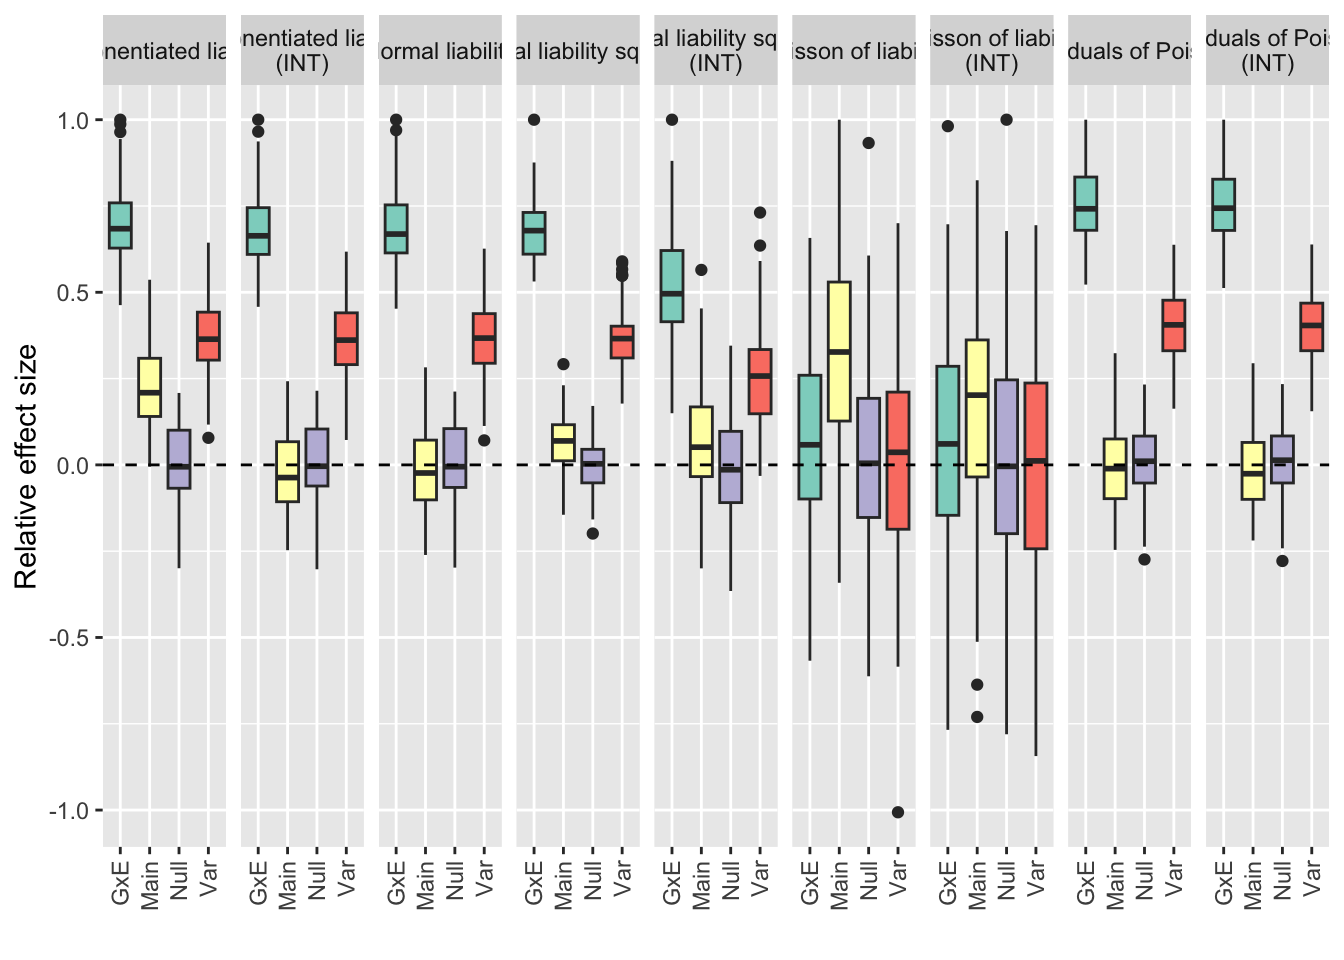 nentiated lia
nentiated lia
(INT)
ormal liabilit
al liability sq
al liability sq
(INT)
isson of liabi
isson of liabi
(INT)
duals of Pois
duals of Pois
(INT)
Relative effect size
1.0
0.5
0.0
-0.5
-1.0
GxE Main Null Var
GxE Main Null Var
GxE Main Null Var
GxE Main Null Var
GxE Main Null Var
GxE Main Null Var
GxE Main Null Var
GxE Main Null Var
GxE Main Null Var